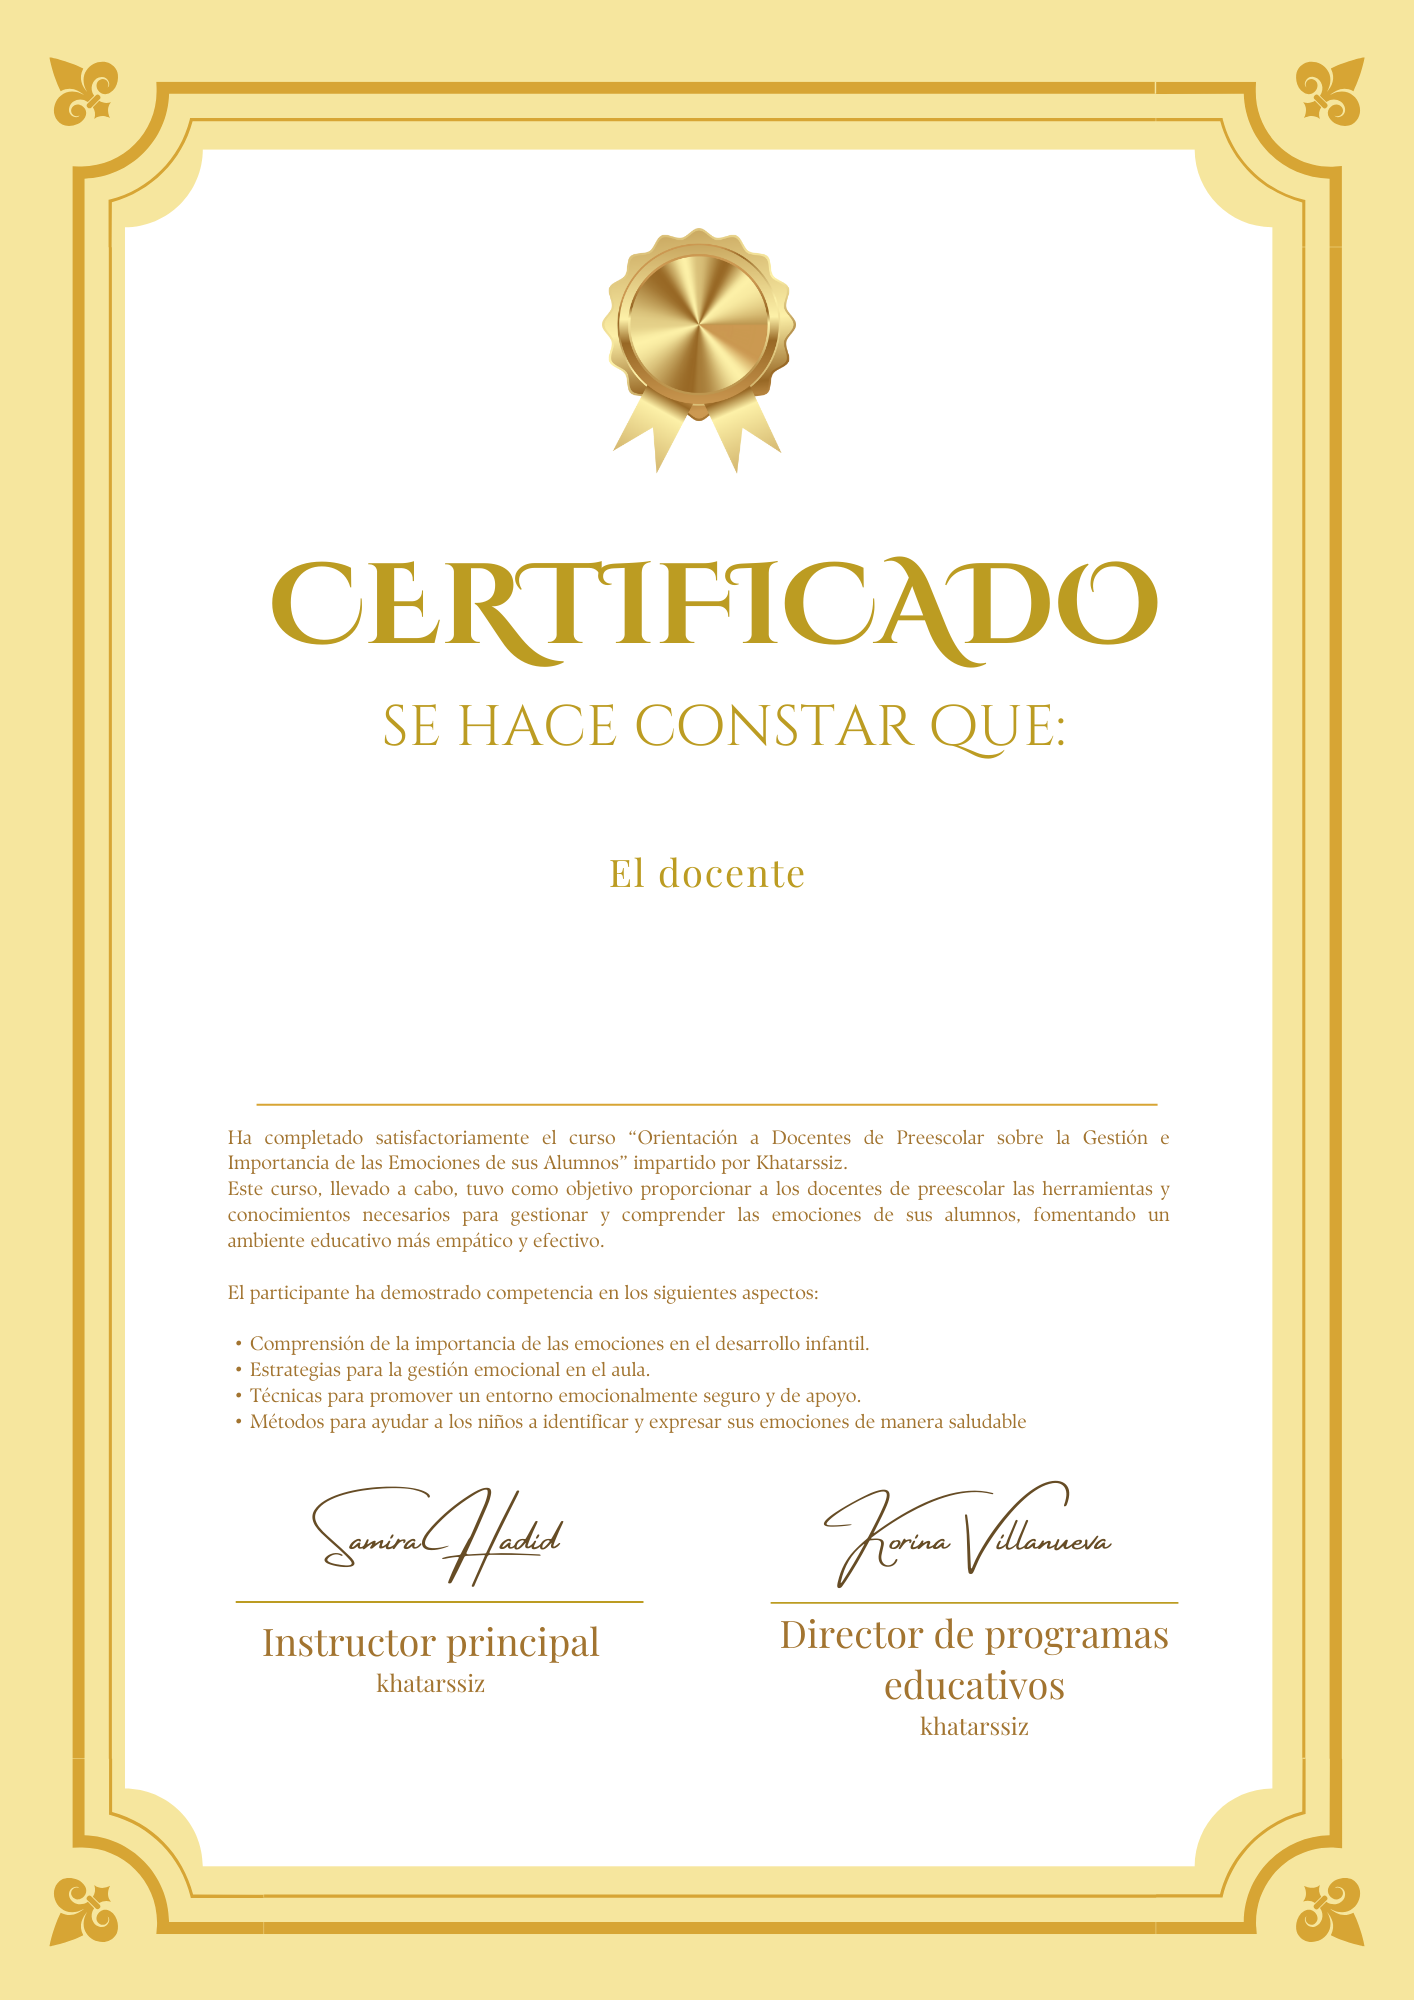 CERTIFICADO
SE HACE CONSTAR QUE:
El docente
Ha completado satisfactoriamente el curso “Orientación a Docentes de Preescolar sobre la Gestión e
Importancia de las Emociones de sus Alumnos” impartido por Khatarssiz.
Este curso, llevado a cabo, tuvo como objetivo proporcionar a los docentes de preescolar las herramientas y
conocimientos necesarios para gestionar y comprender las emociones de sus alumnos, fomentando un
ambiente educativo más empático y efectivo.
El participante ha demostrado competencia en los siguientes aspectos:
• Comprensión de la importancia de las emociones en el desarrollo infantil.
• Estrategias para la gestión emocional en el aula.
• Técnicas para promover un entorno emocionalmente seguro y de apoyo.
• Métodos para ayudar a los niños a identificar y expresar sus emociones de manera saludable
Samira Hadid
Instructor principal
khatarssiz
Korina Villanueva
Director de programas
educativos
khatarssiz